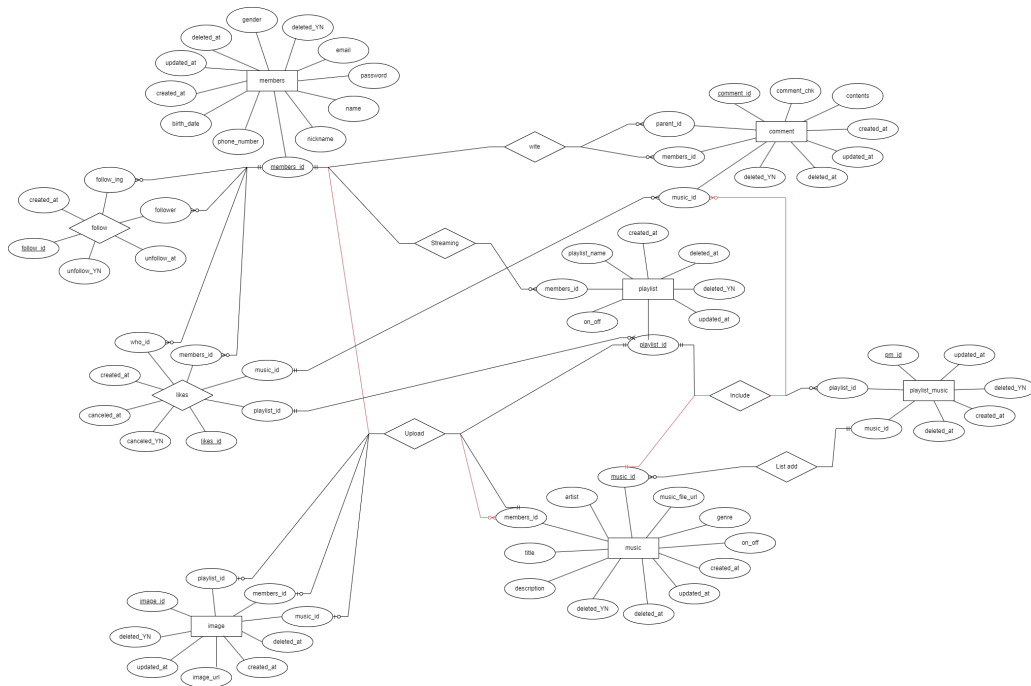 gender
deleted_YN
deleted_at
email
updated_at
password
members
created_at
name
birth_date
nickname
phone_number
members_id
comment_id
comment_chk
contents
parent_id
comment
created_at
wite
members_id
updated_at
deleted_YN
deleted_at
music_id
follow_ing
created_at
follower
follow
follow_id
unfollow_at
unfollow_YN
Streaming
created_at
playlist_name
deleted_at
members_id
playlist
deleted_YN
on_off
updated_at
playlist_id
who_id
members_id
music_id
created_at
likes
playlist_id
canceled_at
canceled_YN
likes_id
pm_id
updated_at
playlist_id
playlist_music
deleted_YN
include
created_at
music_id
deleted_at
Upload
List add
music_id
artist
music_file_url
members_id
genre
title
music
on_off
created_at
description
updated_at
deleted_YN
deleted_at
playlist_id
image_id
members_id
music_id
deleted_YN
image
deleted_at
updated_at
created_at
image_url